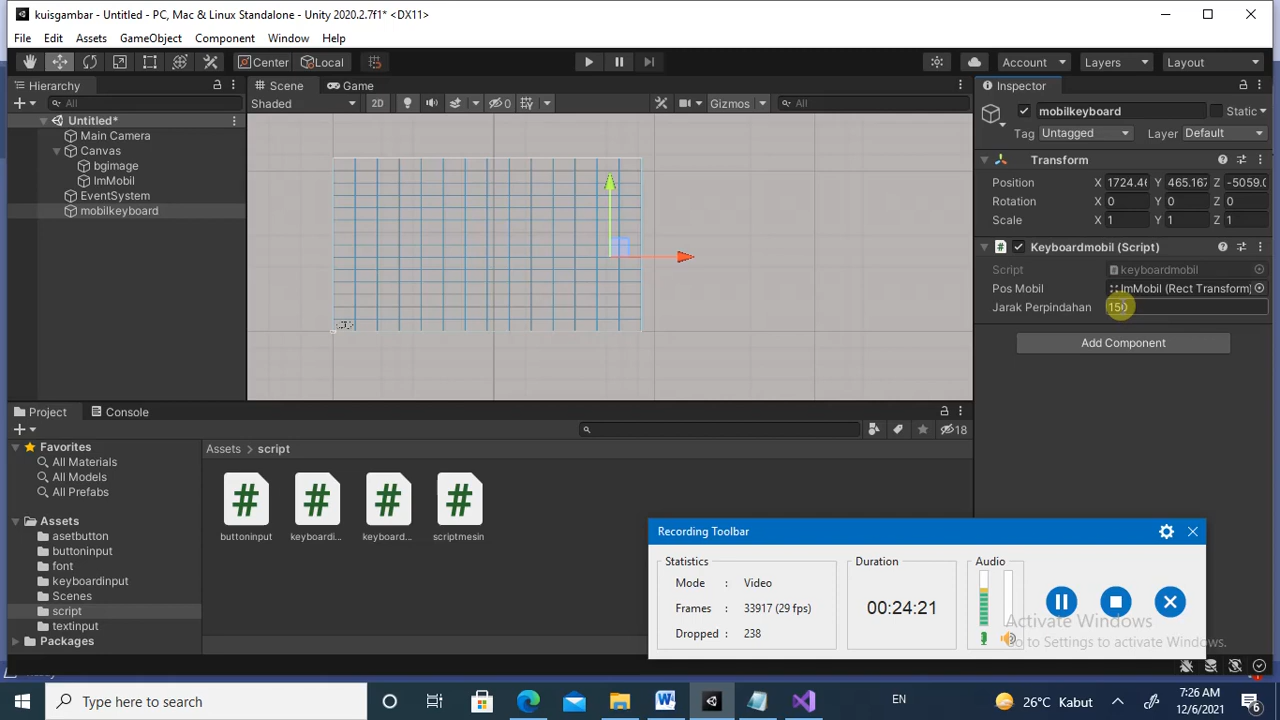 kuisgambar - Untitled - PC, Mac & Linux Standalone - Unity 2020.2.7f1* <DX11>
File Edit Assets GameObject Component Window Help
Center Local Account Layers Layout
Hierarchy Scene Game Inspector
All Shaded 2D 0 Gizmos All mobilkeyboard Static
Untitled*
Tag Untagged Layer Default
Main Camera
Canvas
bgimage
ImMobil
EventSystem
mobilkeyboard
Transform
Position X 1724.46 Y 465.167 Z -5059.0
Rotation X 0 Y 0 Z 0
Scale X 1 Y 1 Z 1
Keyboardmobil (Script)
Script keyboardmobil
Pos Mobil ImMobil (Rect Transform)
Jarak Perpindahan 150
Add Component
Project Console
18
Favorites
All Materials
All Models
All Prefabs
Assets > script
Assets
asetbutton
buttoninput
font
keyboardinput
Scenes
script
textinput
Packages
buttoninput keyboardi... keyboard... scriptmesin
Recording Toolbar
Statistics Duration Audio
Mode : Video
Frames : 33917 (29 fps)
Dropped : 238
00:24:21
Activate Windows
Go to Settings to activate Windows.
Type here to search
EN
26°C Kabut
7:26 AM
12/6/2021
6